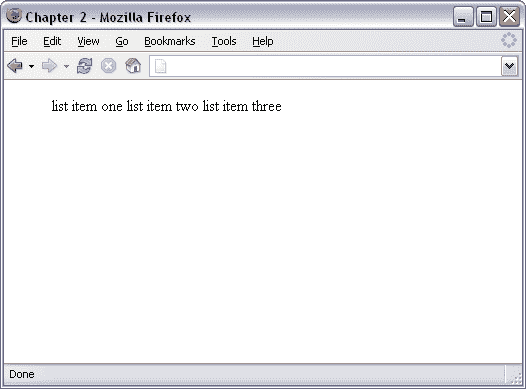 Chapter 2 - Mozilla Firefox
File Edit View Go Bookmarks Tools Help
list item one list item two list item three
Done